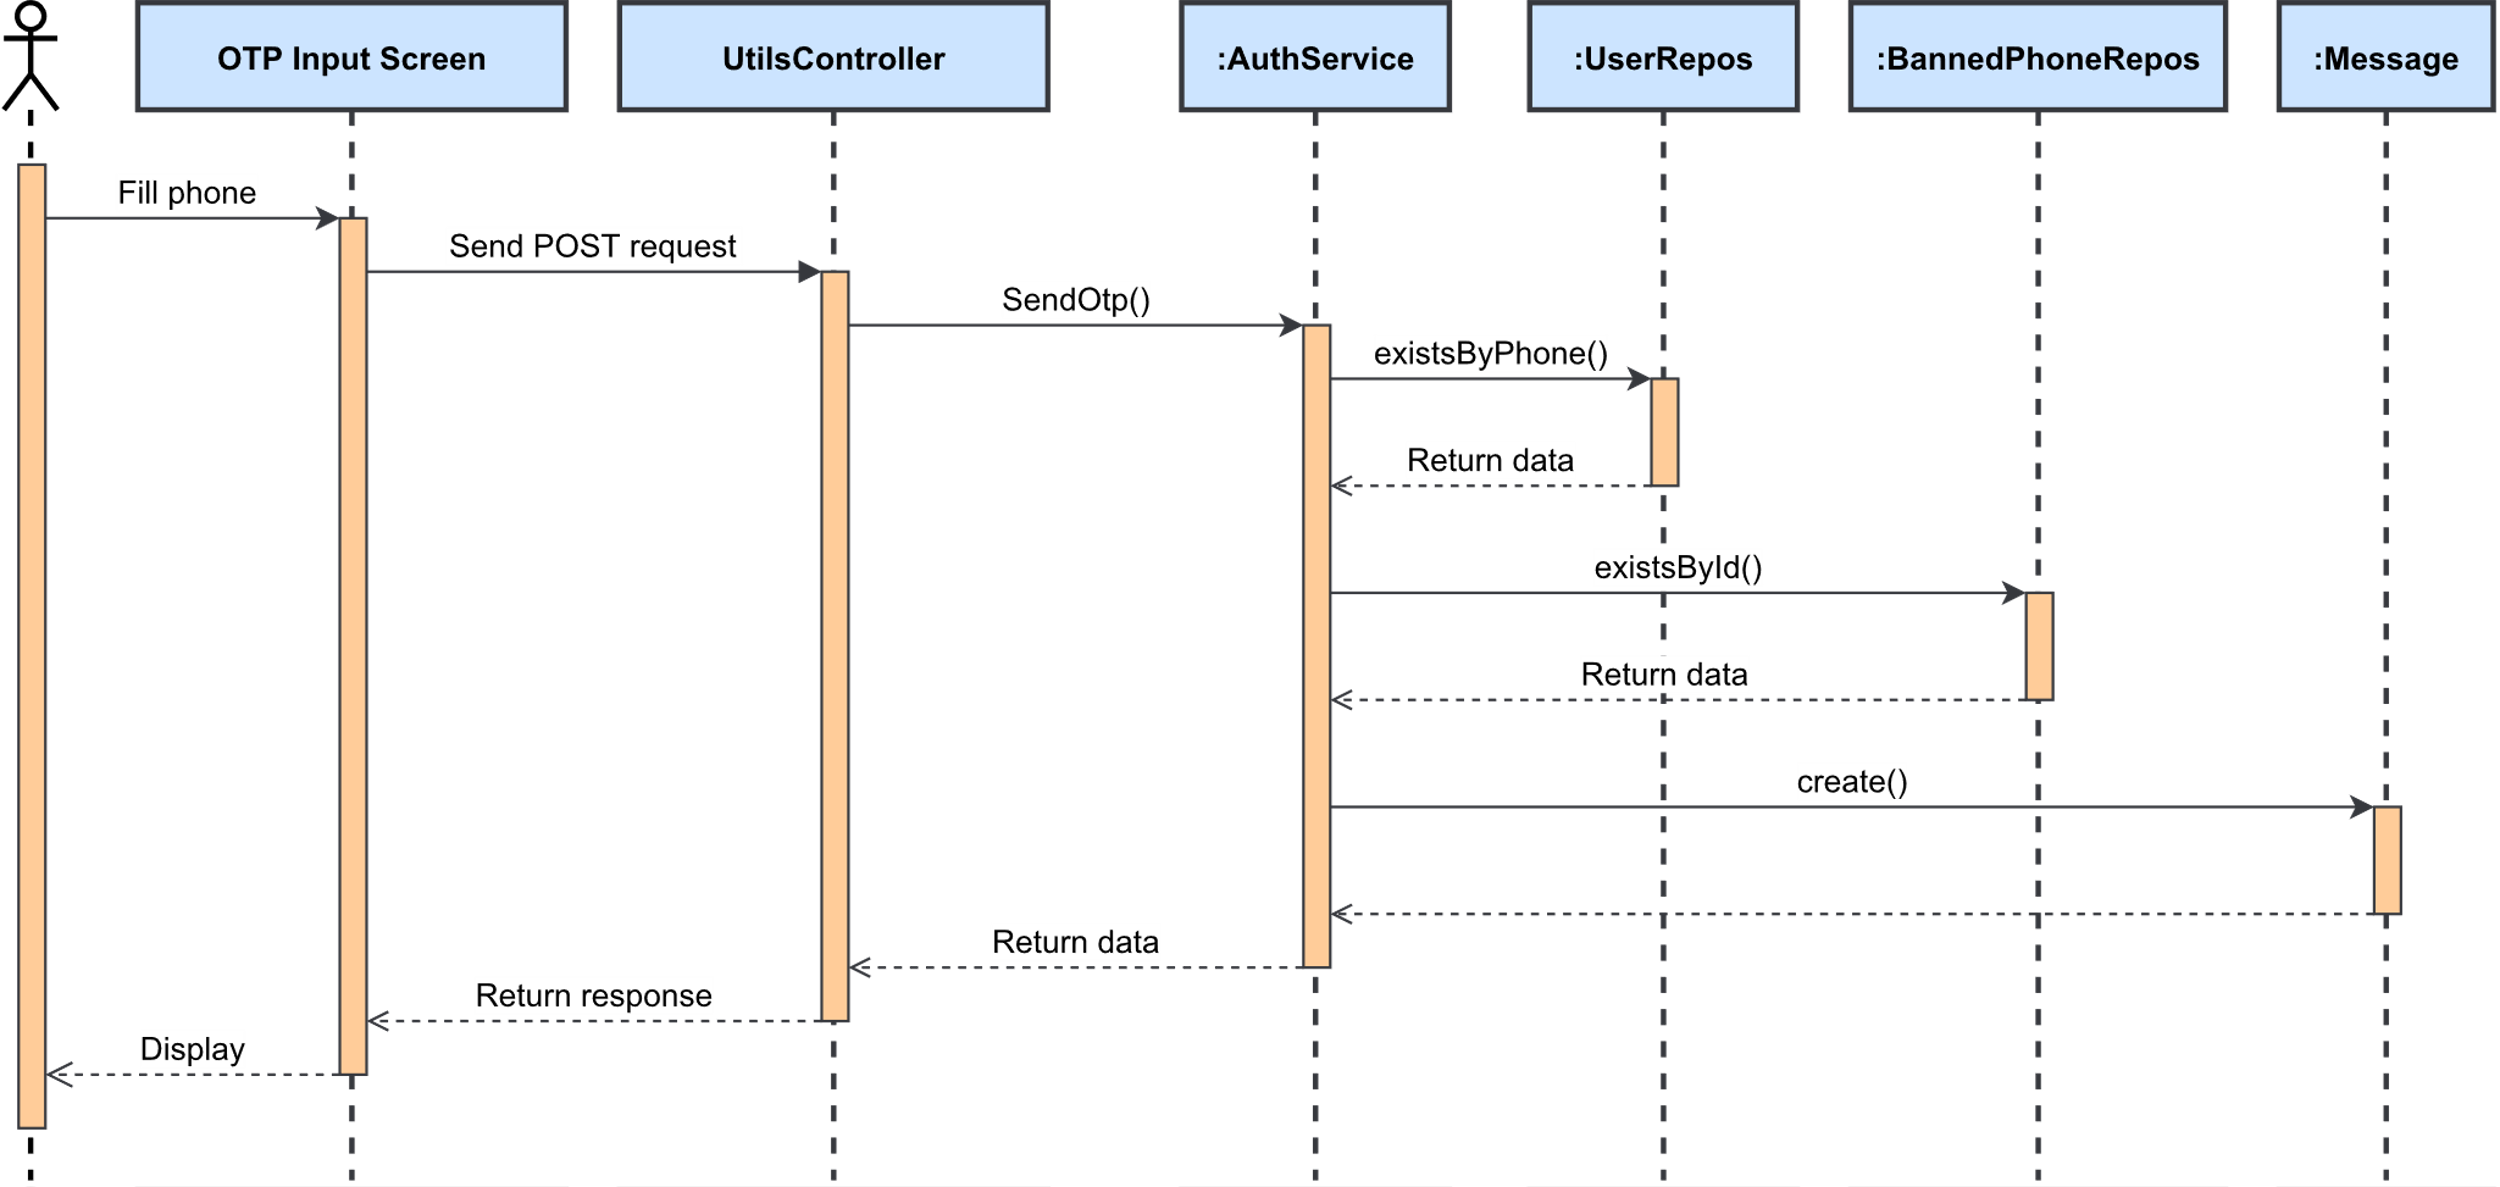 OTP Input Screen
UtilsController
:AuthService
:UserRepos
:BannedPhoneRepos
:Message
Fill phone
Send POST request
SendOtp()
existsByPhone()
Return data
existsById()
Return data
create()
Return data
Return response
Display